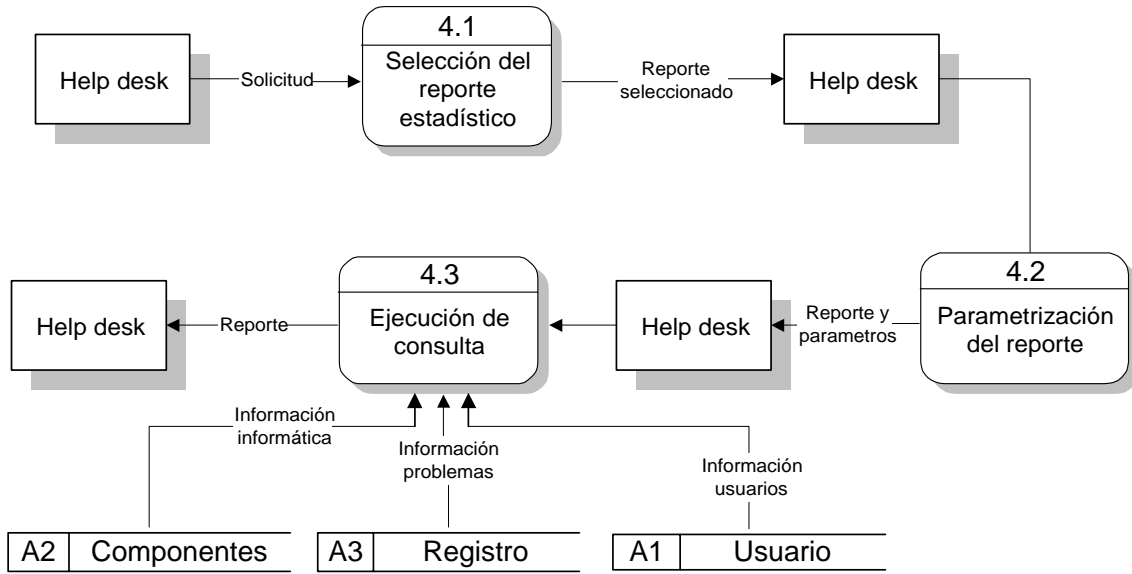 4.1
Help desk
Solicitud
Selección del
reporte
estadístico
Reporte
seleccionado
Help desk
4.2
Parametrización
del reporte
Reporte y
parametros
Help desk
4.3
Ejecución de
consulta
Reporte
Help desk
Información
informática
Información
problemas
Información
usuarios
A2 Componentes
A3 Registro
A1 Usuario